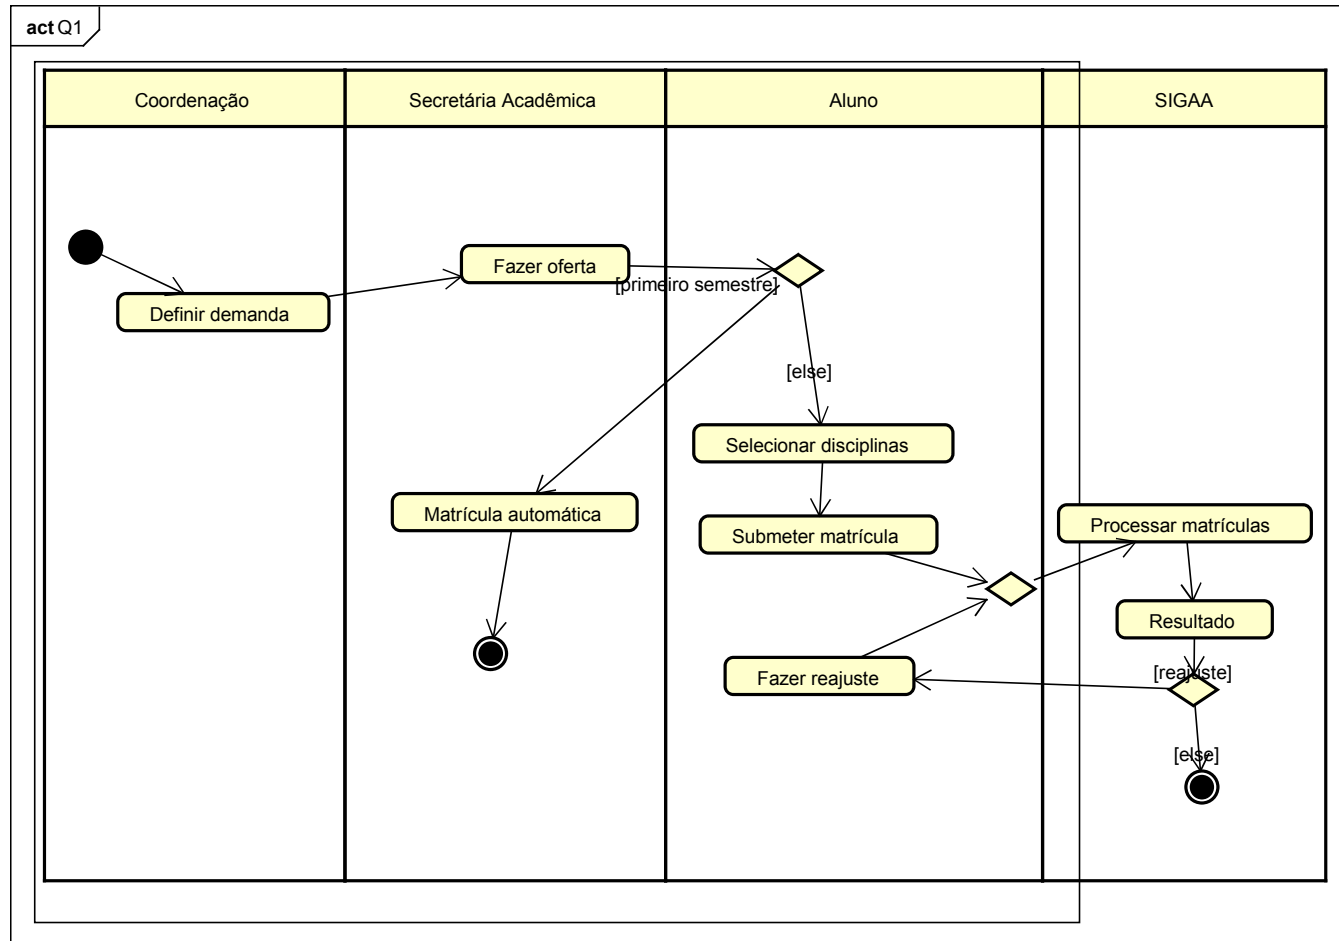 act Q1
Coordenação
Secretária Acadêmica
Aluno
SIGAA
Fazer oferta
[primeiro semestre]
Definir demanda
[else]
Selecionar disciplinas
Matrícula automática
Submeter matrícula
Processar matrículas
Resultado
[reajuste]
Fazer reajuste
[else]